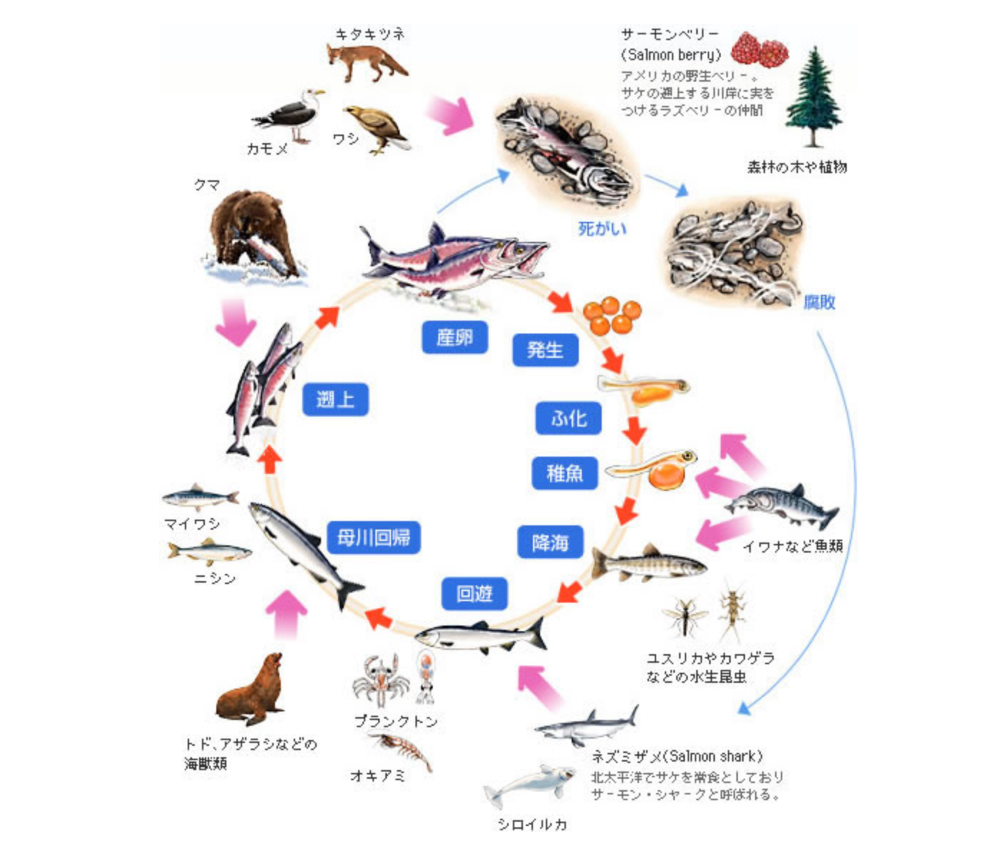 キタキツネ
カモメ
ワシ
サーモンベリー
(Salmon berry)
アメリカの野生ベリー。
サケの遡上する川岸に実を
つけるラズベリーの仲間
森林の木や植物
クマ
死がい
腐敗
産卵
発生
遡上
ふ化
稚魚
マイワシ
ニシン
母川回帰
降海
回遊
イワナなど魚類
ユスリカやカワゲラ
などの水生昆虫
トド、アザラシなどの
海獣類
プランクトン
オキアミ
ネズミザメ(Salmon shark)
北太平洋でサケを常食としており
サーモン・シャークと呼ばれる。
シロイルカ